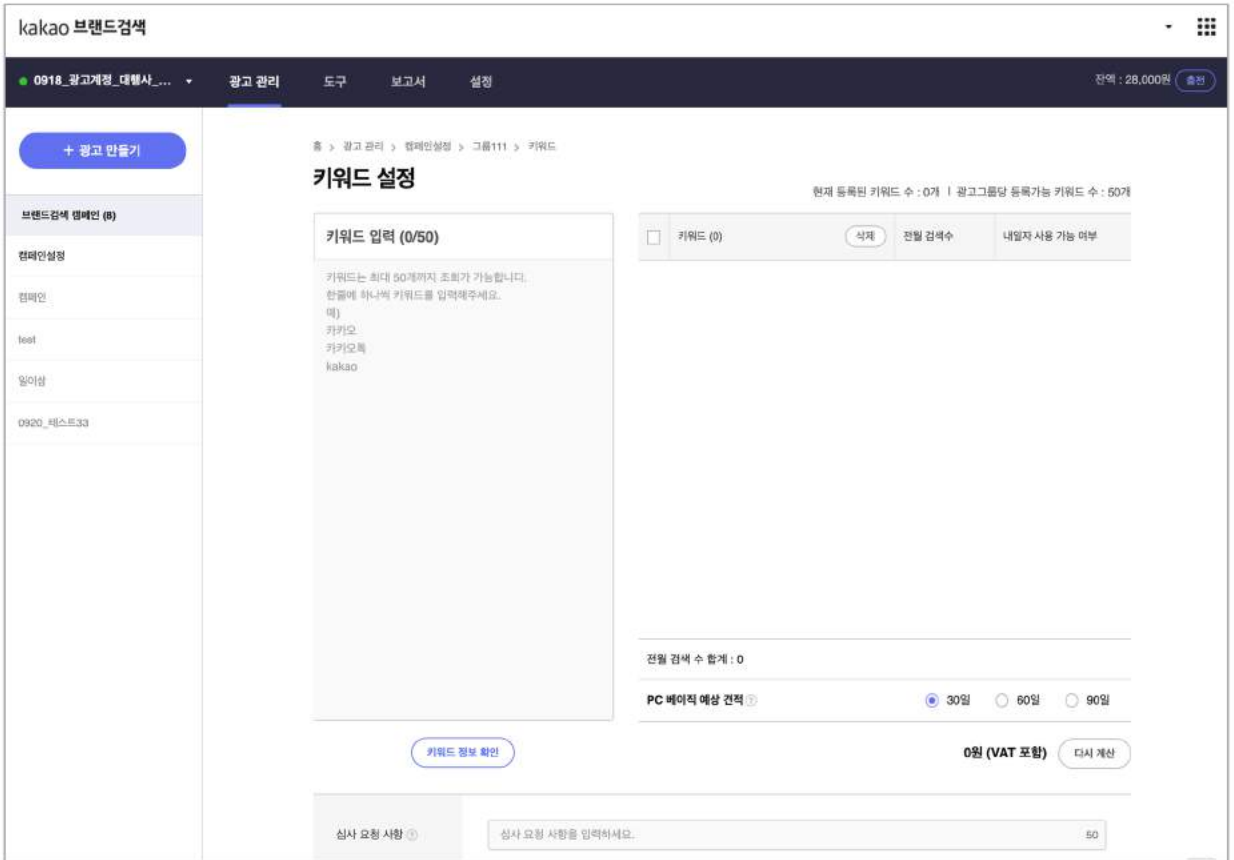 kakao 브랜드검색
0918_광고계정_대행사_...
광고 관리
도구
보고서
설정
잔액 : 28,000원
충전
+ 광고 만들기
브랜드검색 캠페인 (8)
캠페인설정
캠페인
test
일이삼
0920_테스트33
홈 > 광고 관리 > 캠페인설정 > 그룹111 > 키워드
키워드 설정
현재 등록된 키워드 수 : 0개 | 광고그룹당 등록가능 키워드 수 : 50개
키워드 입력 (0/50)
키워드는 최대 50개까지 조회가 가능합니다.
한줄에 하나씩 키워드를 입력해주세요.
예)
카카오
카카오톡
kakao
키워드 정보 확인
키워드 (0)
삭제
전월 검색수
내일자 사용 가능 여부
전월 검색 수 합계 : 0
PC 베이직 예상 견적 ?
30일
60일
90일
0원 (VAT 포함)
다시 계산
심사 요청 사항 ?
심사 요청 사항을 입력하세요.
50